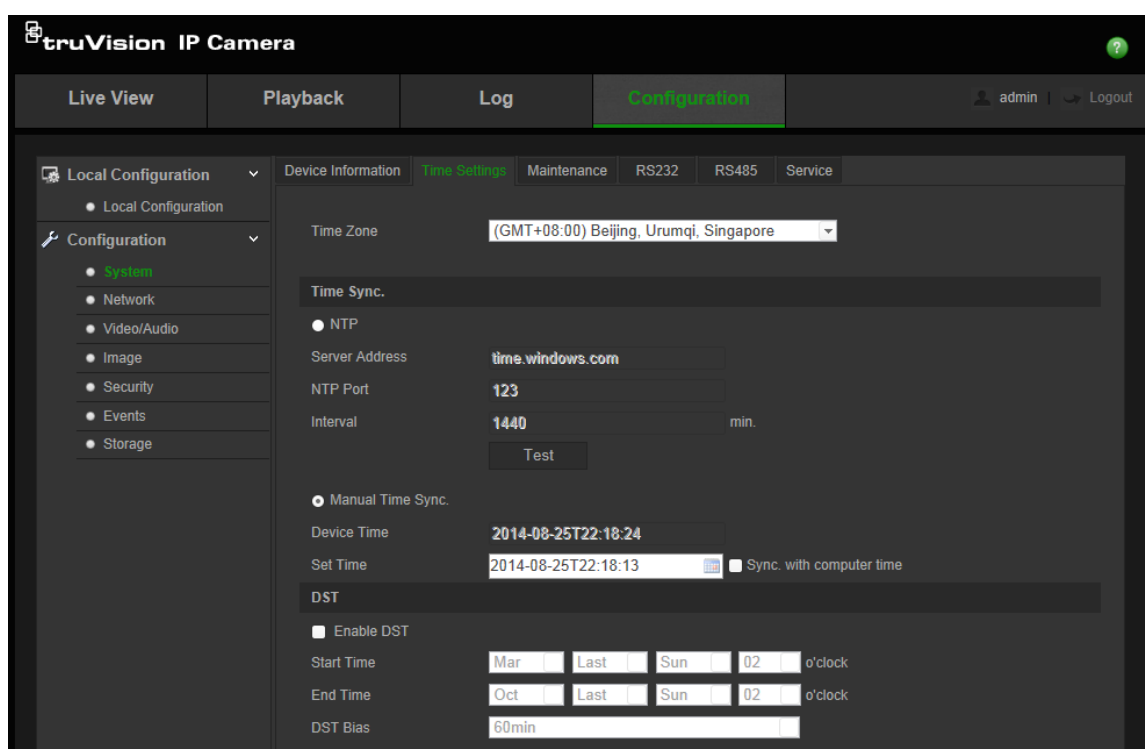 truVision IP Camera
?
Live View Playback Log Configuration admin | Logout
Local Configuration
Local Configuration
Configuration
System
Network
Video/Audio
Image
Security
Events
Storage
Device Information Time Settings Maintenance RS232 RS485 Service
Time Zone (GMT+08:00) Beijing, Urumqi, Singapore
Time Sync.
NTP
Server Address time.windows.com
NTP Port 123
Interval 1440 min.
Test
Manual Time Sync.
Device Time 2014-08-25T22:18:24
Set Time 2014-08-25T22:18:13 Sync. with computer time
DST
Enable DST
Start Time Mar Last Sun 02 o'clock
End Time Oct Last Sun 02 o'clock
DST Bias 60min